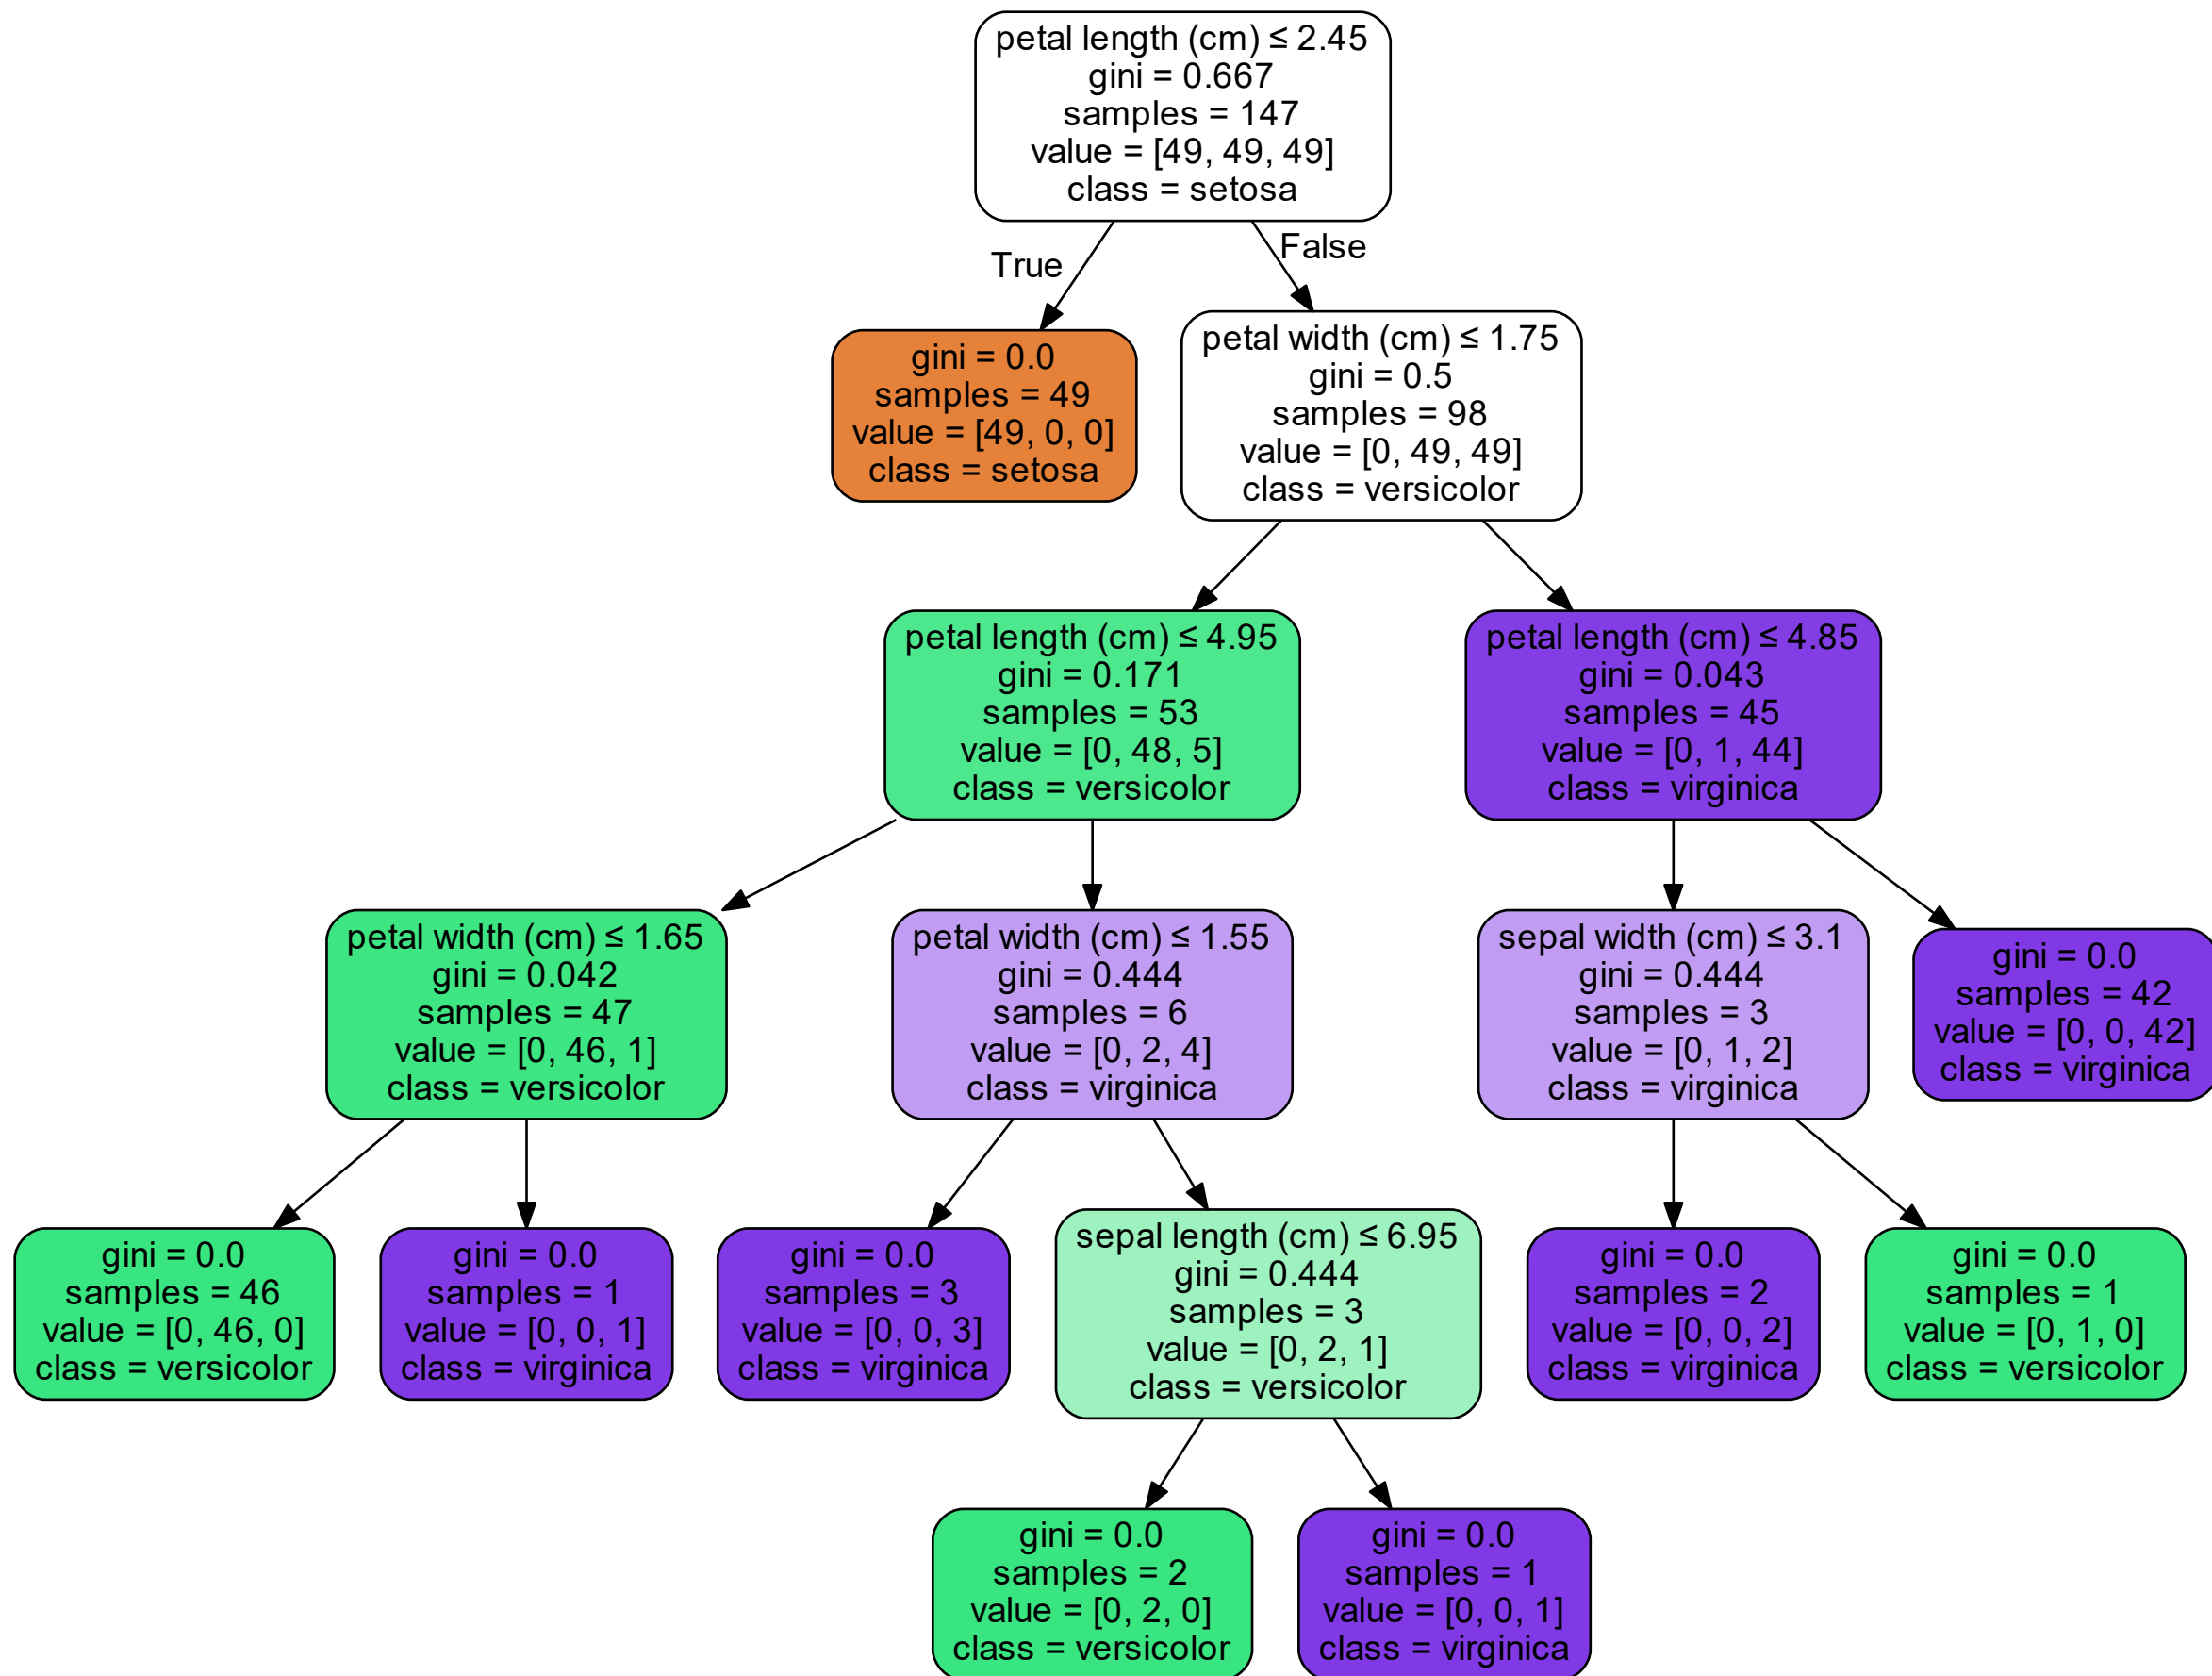 petal length (cm) ≤ 2.45
gini = 0.667
samples = 147
value = [49, 49, 49]
class = setosa
True
False
gini = 0.0
samples = 49
value = [49, 0, 0]
class = setosa
petal width (cm) ≤ 1.75
gini = 0.5
samples = 98
value = [0, 49, 49]
class = versicolor
petal length (cm) ≤ 4.95
gini = 0.171
samples = 53
value = [0, 48, 5]
class = versicolor
petal length (cm) ≤ 4.85
gini = 0.043
samples = 45
value = [0, 1, 44]
class = virginica
petal width (cm) ≤ 1.65
gini = 0.042
samples = 47
value = [0, 46, 1]
class = versicolor
petal width (cm) ≤ 1.55
gini = 0.444
samples = 6
value = [0, 2, 4]
class = virginica
sepal width (cm) ≤ 3.1
gini = 0.444
samples = 3
value = [0, 1, 2]
class = virginica
gini = 0.0
samples = 42
value = [0, 0, 42]
class = virginica
gini = 0.0
samples = 46
value = [0, 46, 0]
class = versicolor
gini = 0.0
samples = 1
value = [0, 0, 1]
class = virginica
gini = 0.0
samples = 3
value = [0, 0, 3]
class = virginica
sepal length (cm) ≤ 6.95
gini = 0.444
samples = 3
value = [0, 2, 1]
class = versicolor
gini = 0.0
samples = 2
value = [0, 0, 2]
class = virginica
gini = 0.0
samples = 1
value = [0, 1, 0]
class = versicolor
gini = 0.0
samples = 2
value = [0, 2, 0]
class = versicolor
gini = 0.0
samples = 1
value = [0, 0, 1]
class = virginica